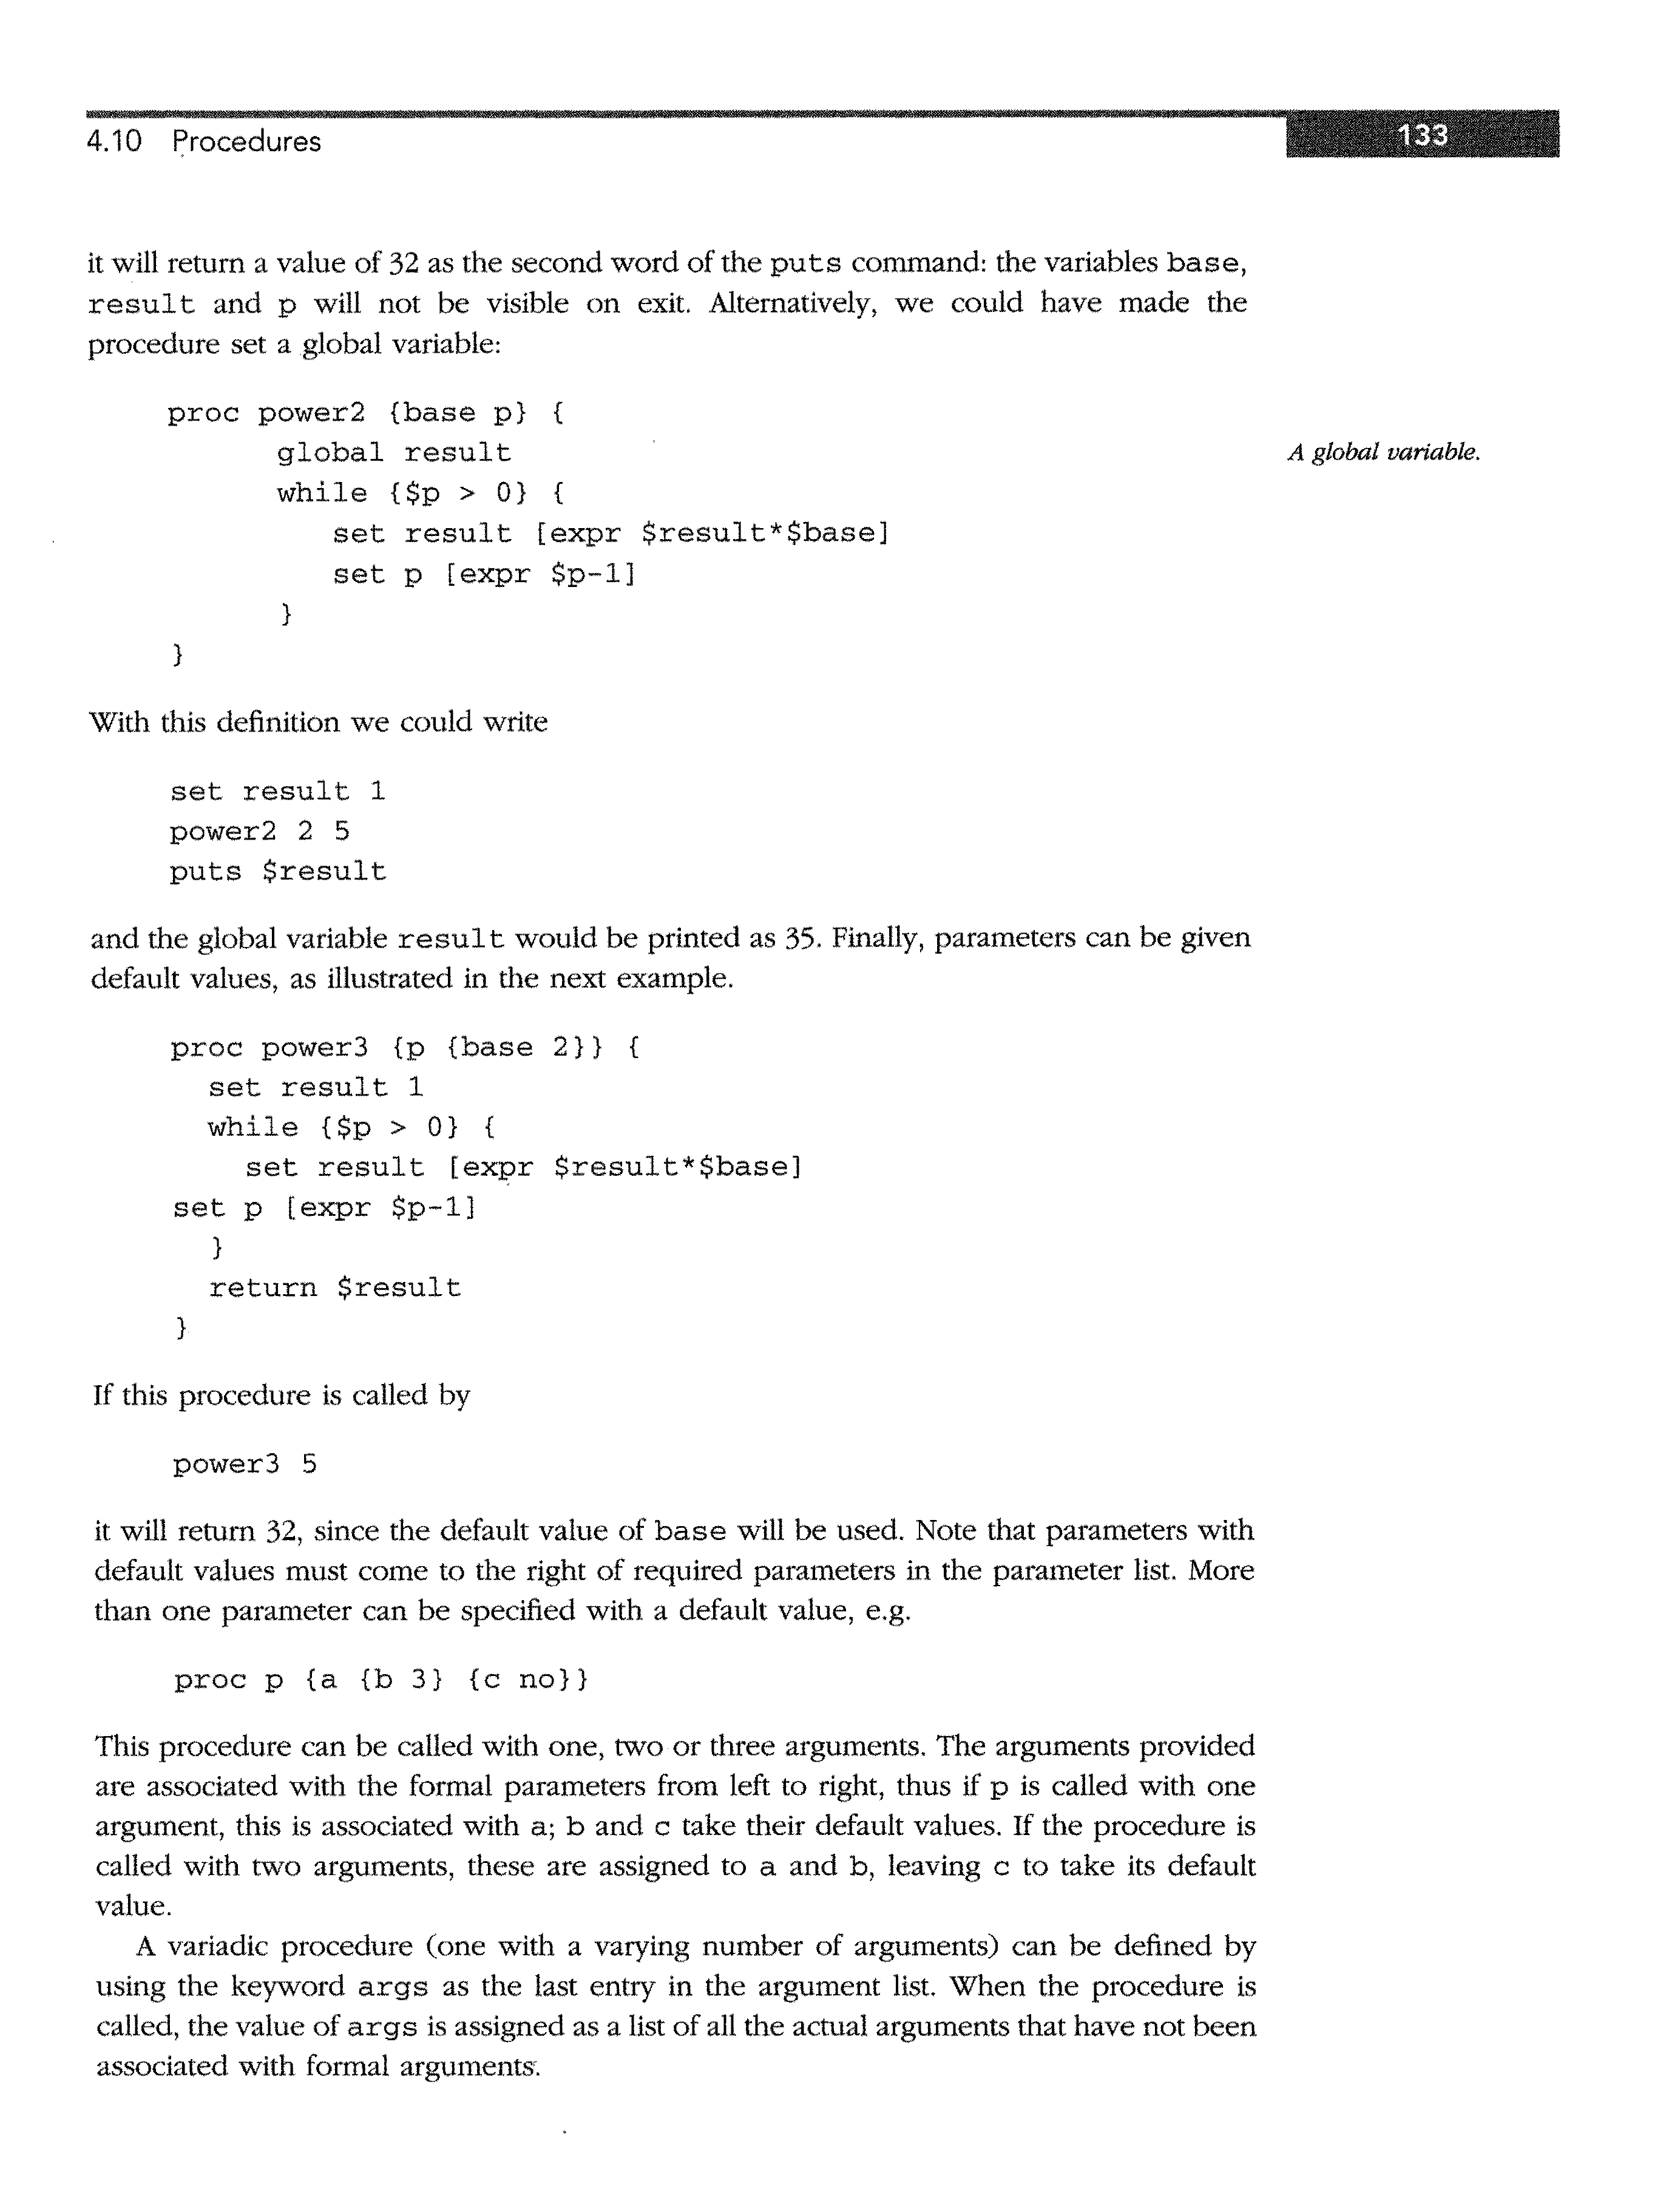 4.10 Procedures
133
it will return a value of 32 as the second word of the puts command: the variables base,
result and p will not be visible on exit. Alternatively, we could have made the
procedure set a global variable:
proc power2 {base p} {
global result
A global variable.
while {$p > 0} {
set result [expr $result*$base]
set p [expr $p-1]
}
}
With this definition we could write
set result 1
power2 2 5
puts $result
and the global variable result would be printed as 35. Finally, parameters can be given
default values, as illustrated in the next example.
proc power3 {p {base 2}} {
set result 1
while {$p > 0} {
set result [expr $result*$base]
set p [expr $p-1]
}
return $result
}
If this procedure is called by
power3 5
it will return 32, since the default value of base will be used. Note that parameters with
default values must come to the right of required parameters in the parameter list. More
than one parameter can be specified with a default value, e.g.
proc p {a {b 3} {c no}}
This procedure can be called with one, two or three arguments. The arguments provided
are associated with the formal parameters from left to right, thus if p is called with one
argument, this is associated with a; b and c take their default values. If the procedure is
called with two arguments, these are assigned to a and b, leaving c to take its default
value.
A variadic procedure (one with a varying number of arguments) can be defined by
using the keyword args as the last entry in the argument list. When the procedure is
called, the value of args is assigned as a list of all the actual arguments that have not been
associated with formal arguments.